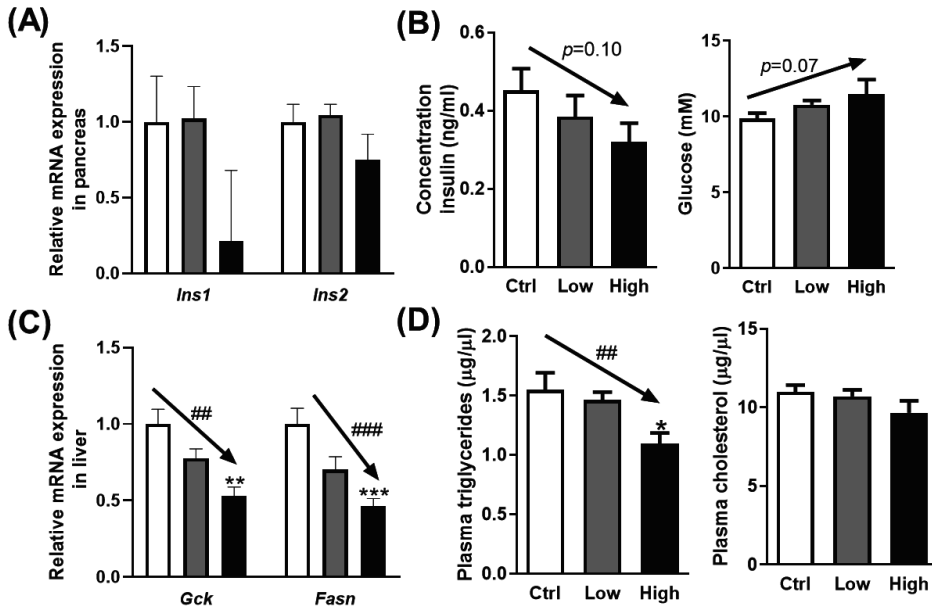 (A)
Relative mRNA expression
in pancreas
1.5
1.0
0.5
0.0
Ins1
Ins2
(B)
Concentration
insulin (ng/ml)
0.6
0.4
0.2
0.0
p=0.10
Ctrl
Low
High
Glucose (mM)
15
10
5
0
p=0.07
Ctrl
Low
High
(C)
Relative mRNA expression
in liver
1.5
1.0
0.5
0.0
##
**
###
***
Gck
Fasn
(D)
Plasma triglycerides (µg/µl)
2.0
1.5
1.0
0.5
0.0
##
*
Ctrl
Low
High
Plasma cholesterol (µg/µl)
15
10
5
0
Ctrl
Low
High